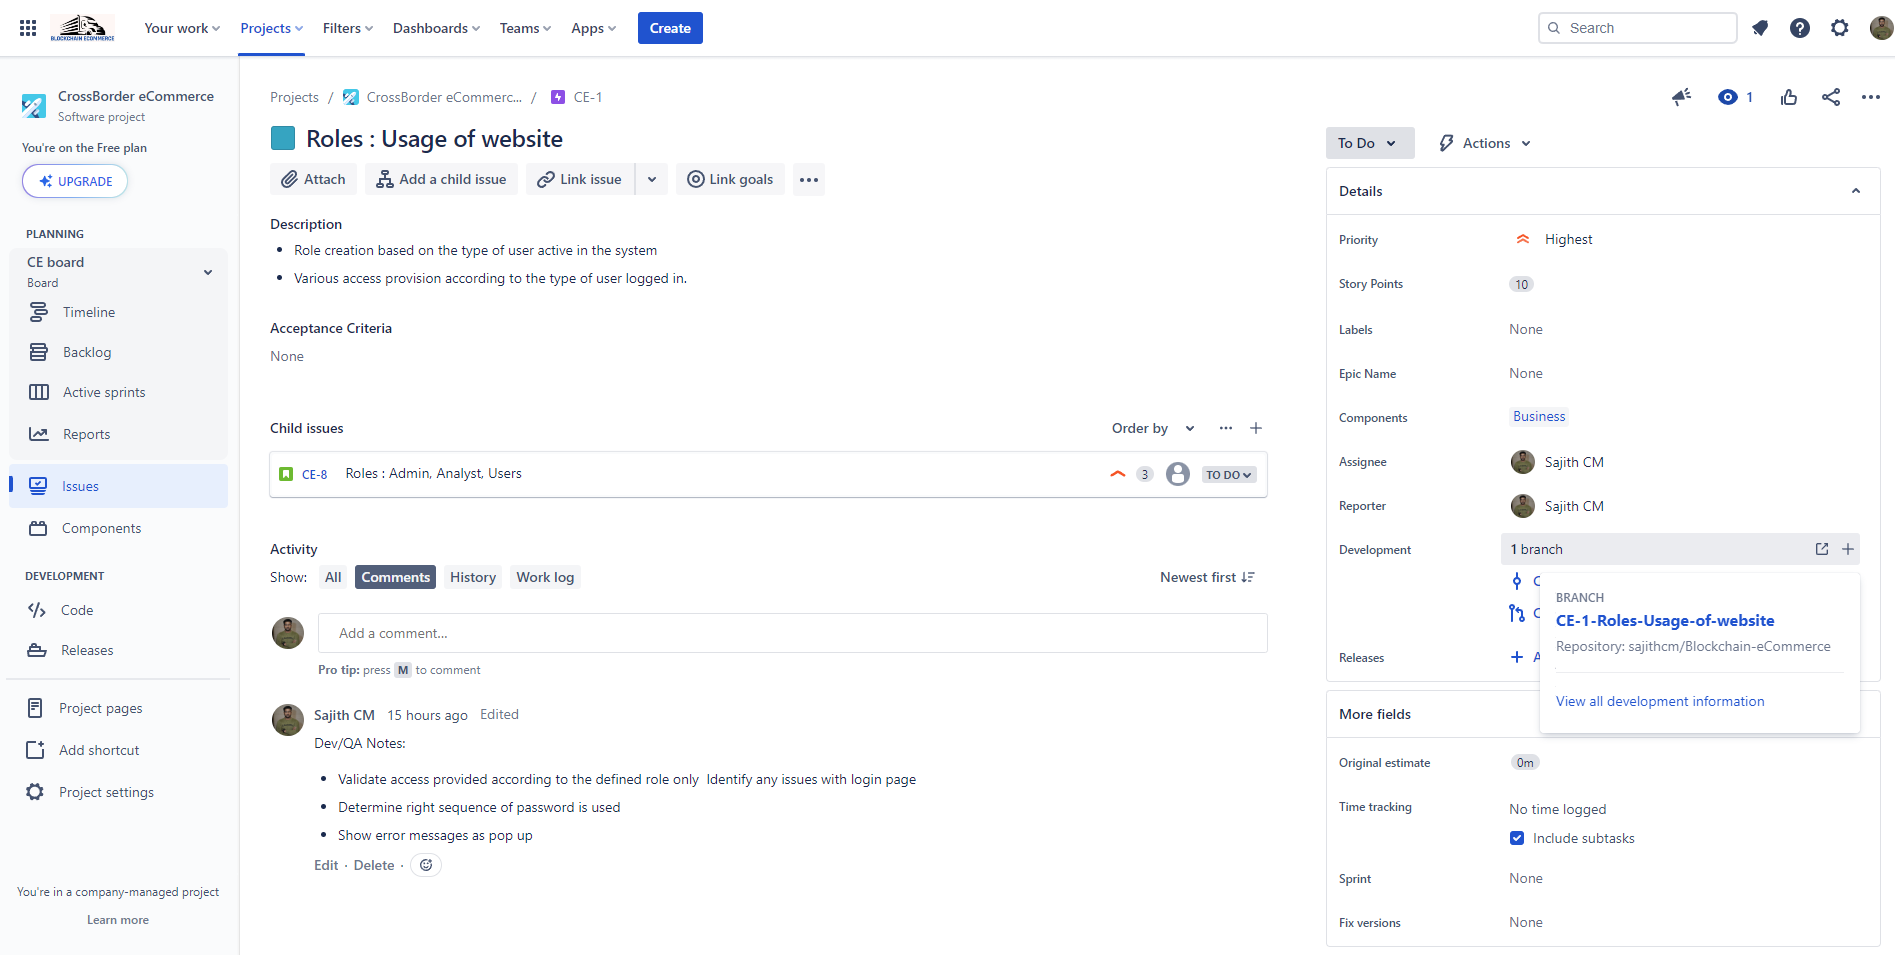 BLOCKCHAIN ECOMMERCE
Your work
Projects
Filters
Dashboards
Teams
Apps
Create
Search
CrossBorder eCommerce
Software project
You're on the Free plan
UPGRADE
PLANNING
CE board
Board
Timeline
Backlog
Active sprints
Reports
Issues
Components
DEVELOPMENT
Code
Releases
Project pages
Add shortcut
Project settings
You're in a company-managed project
Learn more
Projects / CrossBorder eCommerc... / CE-1
1
Roles : Usage of website
Attach
Add a child issue
Link issue
Link goals
Description
• Role creation based on the type of user active in the system
• Various access provision according to the type of user logged in.
Acceptance Criteria
None
Child issues
Order by
CE-8 Roles : Admin, Analyst, Users 3 TO DO
Activity
Show: All Comments History Work log
Newest first
Add a comment...
Pro tip: press M to comment
Sajith CM 15 hours ago Edited
Dev/QA Notes:
• Validate access provided according to the defined role only Identify any issues with login page
• Determine right sequence of password is used
• Show error messages as pop up
Edit · Delete ·
To Do
Actions
Details
Priority Highest
Story Points 10
Labels None
Epic Name None
Components Business
Assignee Sajith CM
Reporter Sajith CM
Development 1 branch
BRANCH
CE-1-Roles-Usage-of-website
Repository: sajithcm/Blockchain-eCommerce
View all development information
Releases
More fields
Original estimate 0m
Time tracking No time logged
Include subtasks
Sprint None
Fix versions None